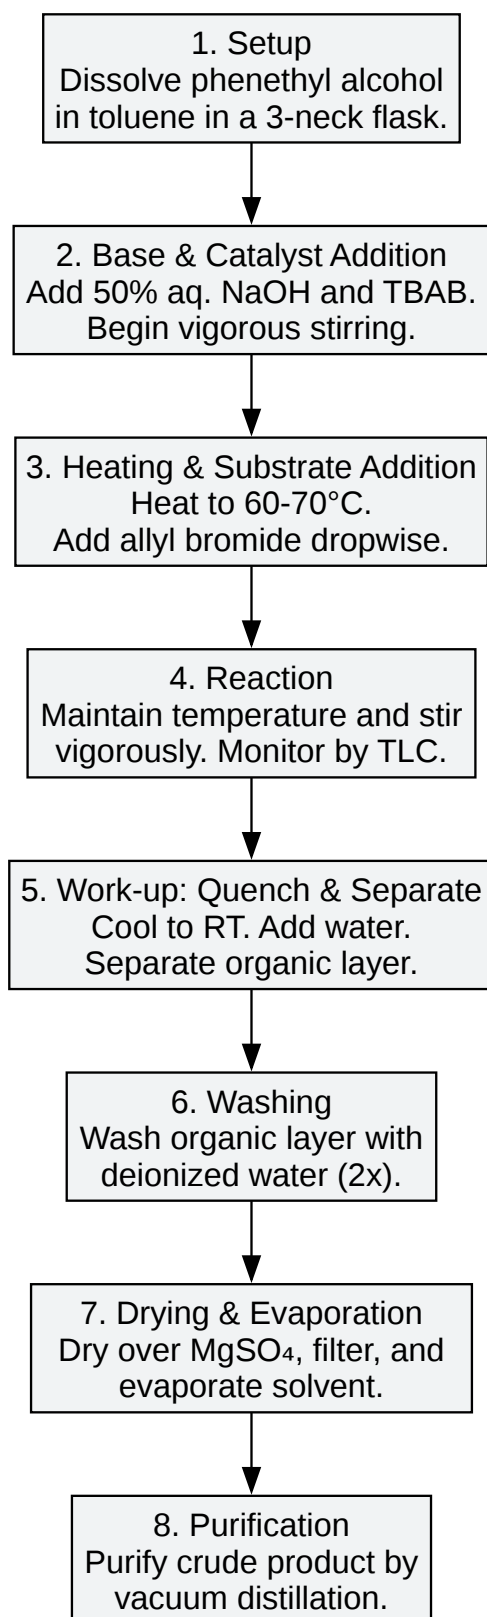 1. Setup
Dissolve phenethyl alcohol
in toluene in a 3-neck flask.
2. Base & Catalyst Addition
Add 50% aq. NaOH and TBAB.
Begin vigorous stirring.
3. Heating & Substrate Addition
Heat to 60-70°C.
Add allyl bromide dropwise.
4. Reaction
Maintain temperature and stir
vigorously. Monitor by TLC.
5. Work-up: Quench & Separate
Cool to RT. Add water.
Separate organic layer.
6. Washing
Wash organic layer with
deionized water (2x).
7. Drying & Evaporation
Dry over MgSO₄, filter, and
evaporate solvent.
8. Purification
Purify crude product by
vacuum distillation.